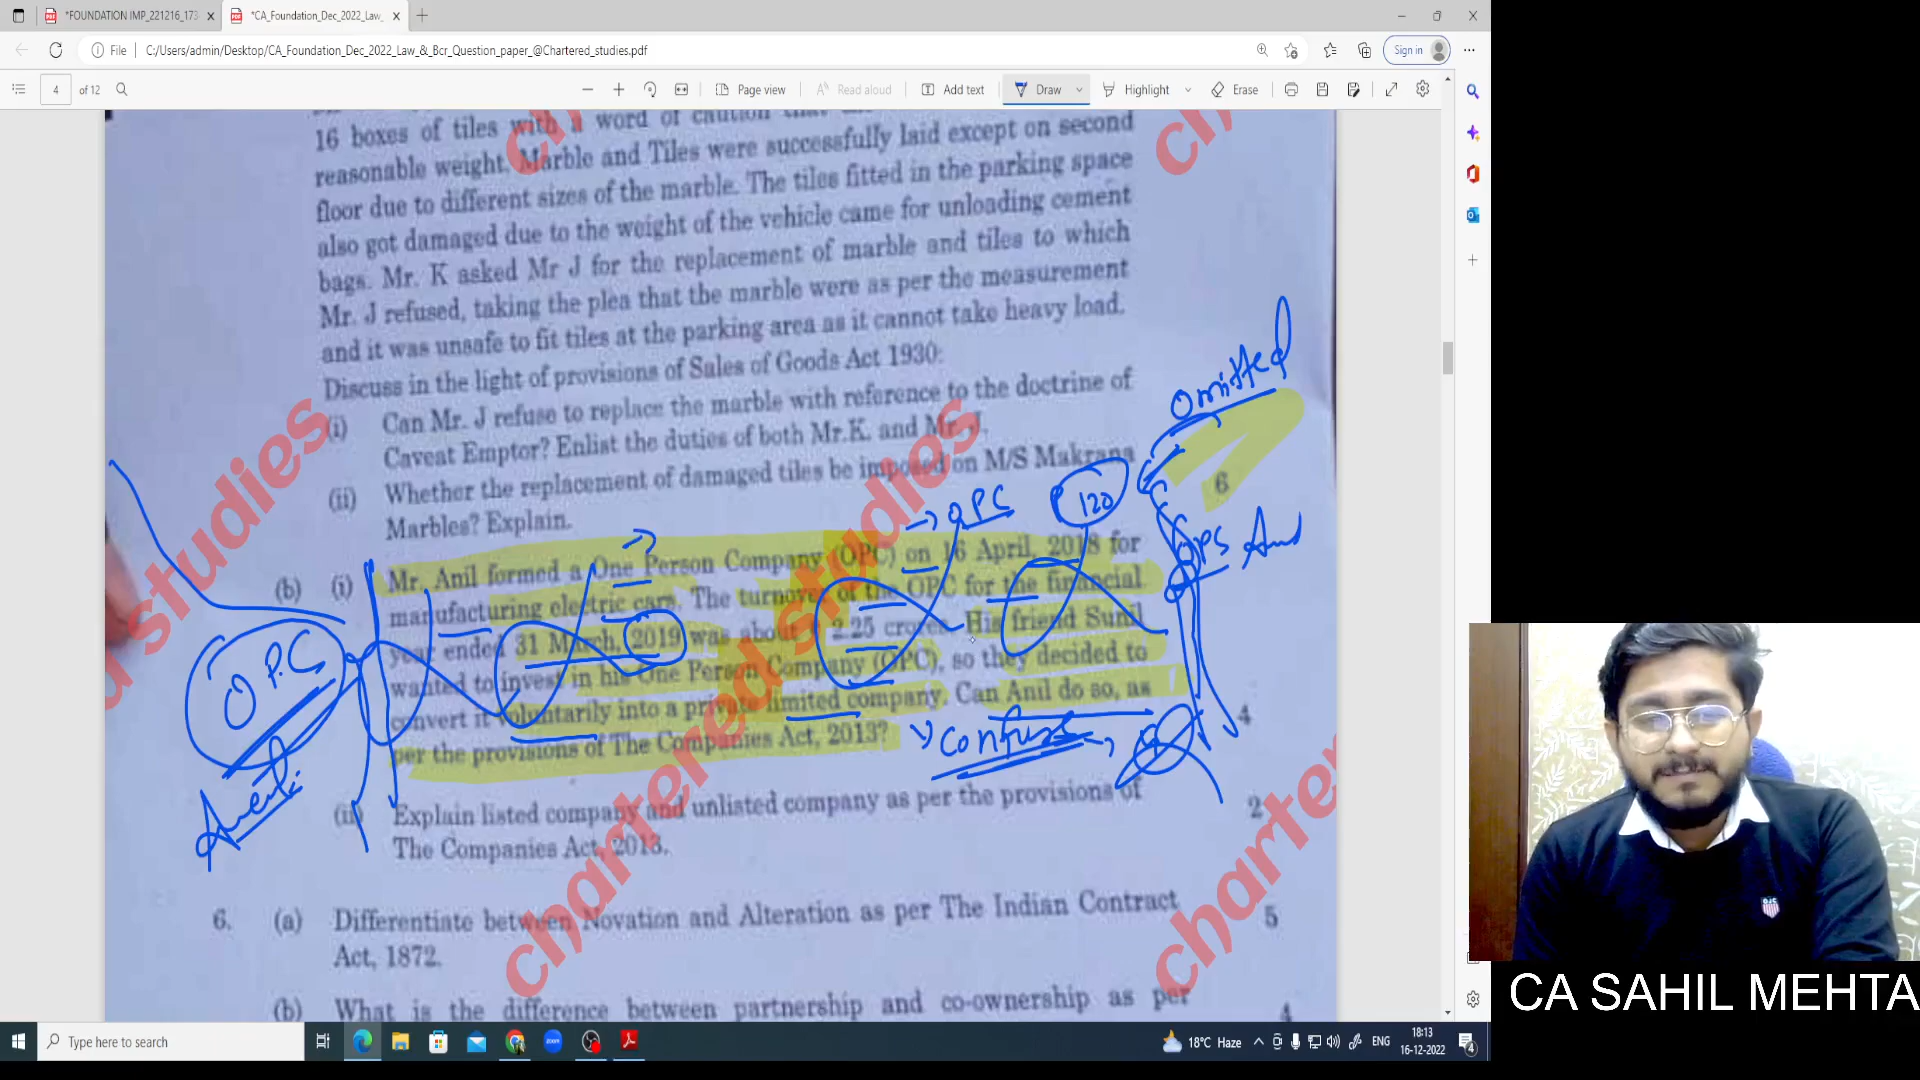 *FOUNDATION IMP_221216_173
*CA_Foundation_Dec_2022_Law_
File C:/Users/admin/Desktop/CA_Foundation_Dec_2022_Law_&_Bcr_Question_paper_@Chartered_studies.pdf
Sign in
4 of 12
Page view
Read aloud
Add text
Draw
Highlight
Erase
16 boxes of tiles with a word of caution that
reasonable weight. Marble and Tiles were successfully laid except on second
floor due to different sizes of the marble. The tiles fitted in the parking space
also got damaged due to the weight of the vehicle came for unloading cement
bags. Mr. K asked Mr J for the replacement of marble and tiles to which
Mr. J refused, taking the plea that the marble were as per the measurement
and it was unsafe to fit tiles at the parking area as it cannot take heavy load.
Discuss in the light of provisions of Sales of Goods Act 1930:
(i) Can Mr. J refuse to replace the marble with reference to the doctrine of
Caveat Emptor? Enlist the duties of both Mr.K. and Mr. J.
(ii) Whether the replacement of damaged tiles be imposed on M/S Makrana
Marbles? Explain.
6
Omitted
OPC
120
(b) (i) Mr. Anil formed a One Person Company (OPC) on 16 April, 2018 for
manufacturing electric cars. The turnover of the OPC for the financial
year ended 31 March, 2019 was about 2.25 crores. His friend Sunil
wanted to invest in his One Person Company (OPC), so they decided to
convert it voluntarily into a private limited company. Can Anil do so, as
per the provisions of The Companies Act, 2013?
4
O.P.C
Confuse
(ii) Explain listed company and unlisted company as per the provisions of
The Companies Act, 2013.
2
6. (a) Differentiate between Novation and Alteration as per The Indian Contract
Act, 1872.
5
(b) What is the difference between partnership and co-ownership as per
4
chartered studies
chartered studies
CA SAHIL MEHTA
Type here to search
18°C Haze
ENG
18:13
16-12-2022
4